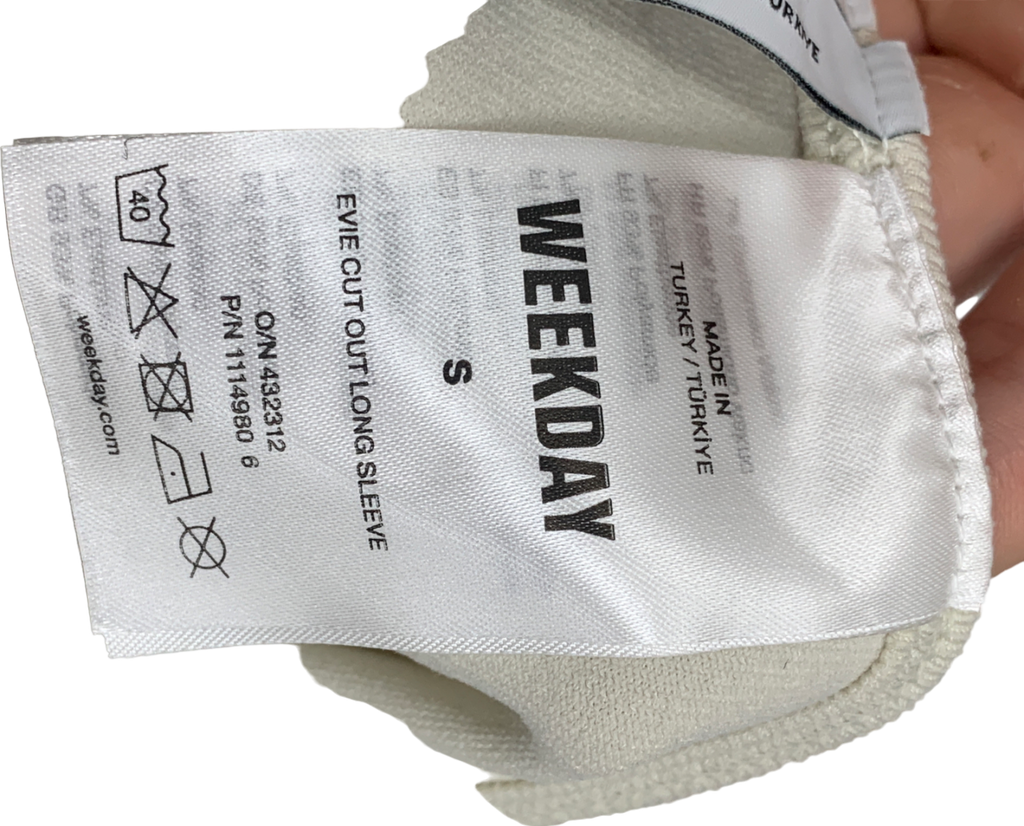 MADE IN
TURKEY / TÜRKİYE
WEEKDAY
S
EVIE CUT OUT LONG SLEEVE
O/N 432312
P/N 1114980 6
40
weekday.com